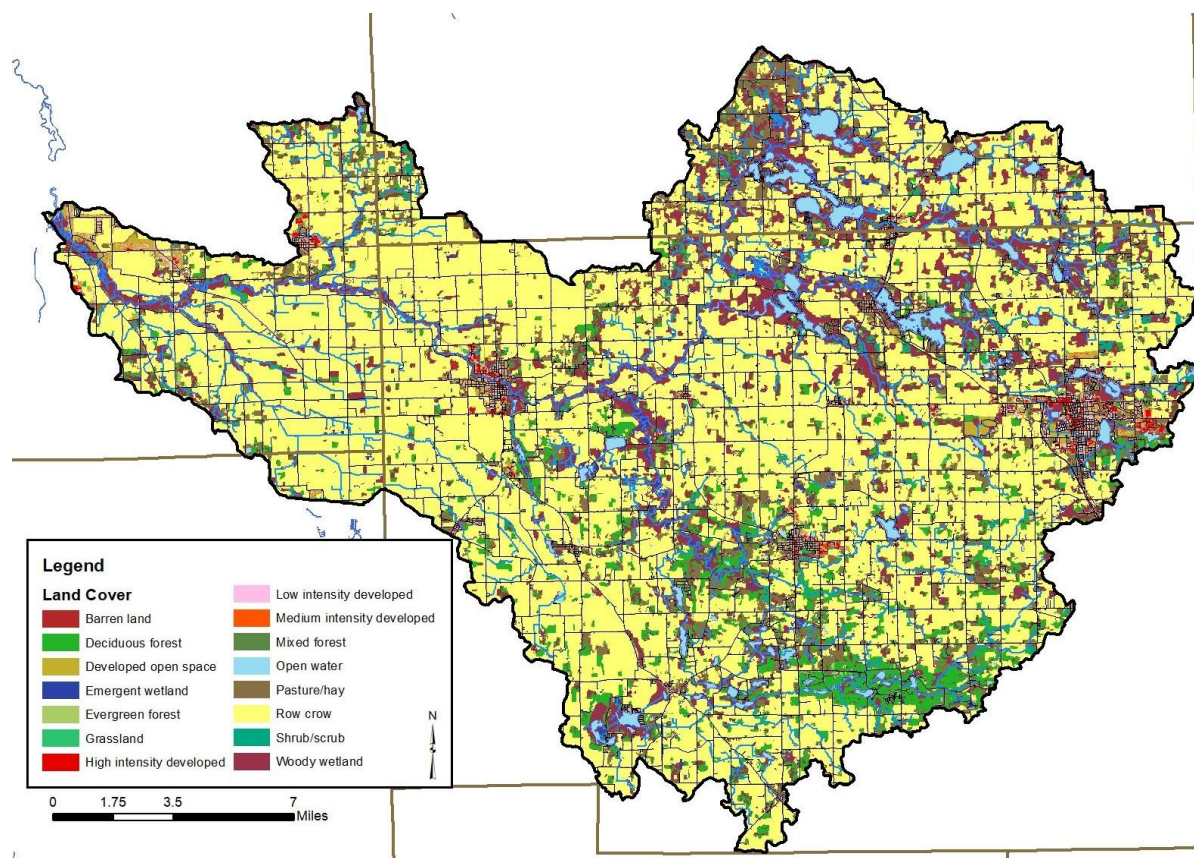 Legend
Land Cover
Barren land
Deciduous forest
Developed open space
Emergent wetland
Evergreen forest
Grassland
High intensity developed
Low intensity developed
Medium intensity developed
Mixed forest
Open water
Pasture/hay
Row crow
Shrub/scrub
Woody wetland
N
0 1.75 3.5 7
Miles